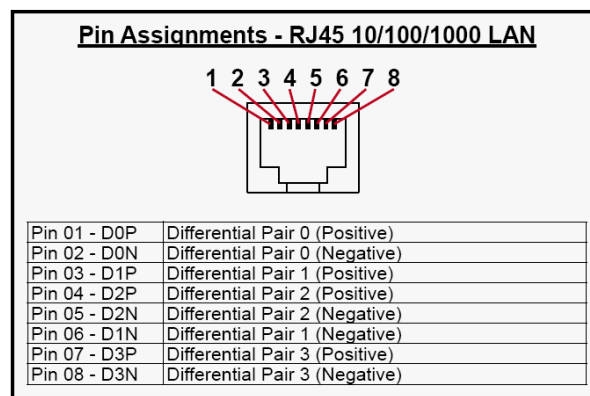 Pin Assignments - RJ45 10/100/1000 LAN
1 2 3 4 5 6 7 8
Pin 01 - D0P Differential Pair 0 (Positive)
Pin 02 - D0N Differential Pair 0 (Negative)
Pin 03 - D1P Differential Pair 1 (Positive)
Pin 04 - D2P Differential Pair 2 (Positive)
Pin 05 - D2N Differential Pair 2 (Negative)
Pin 06 - D1N Differential Pair 1 (Negative)
Pin 07 - D3P Differential Pair 3 (Positive)
Pin 08 - D3N Differential Pair 3 (Negative)